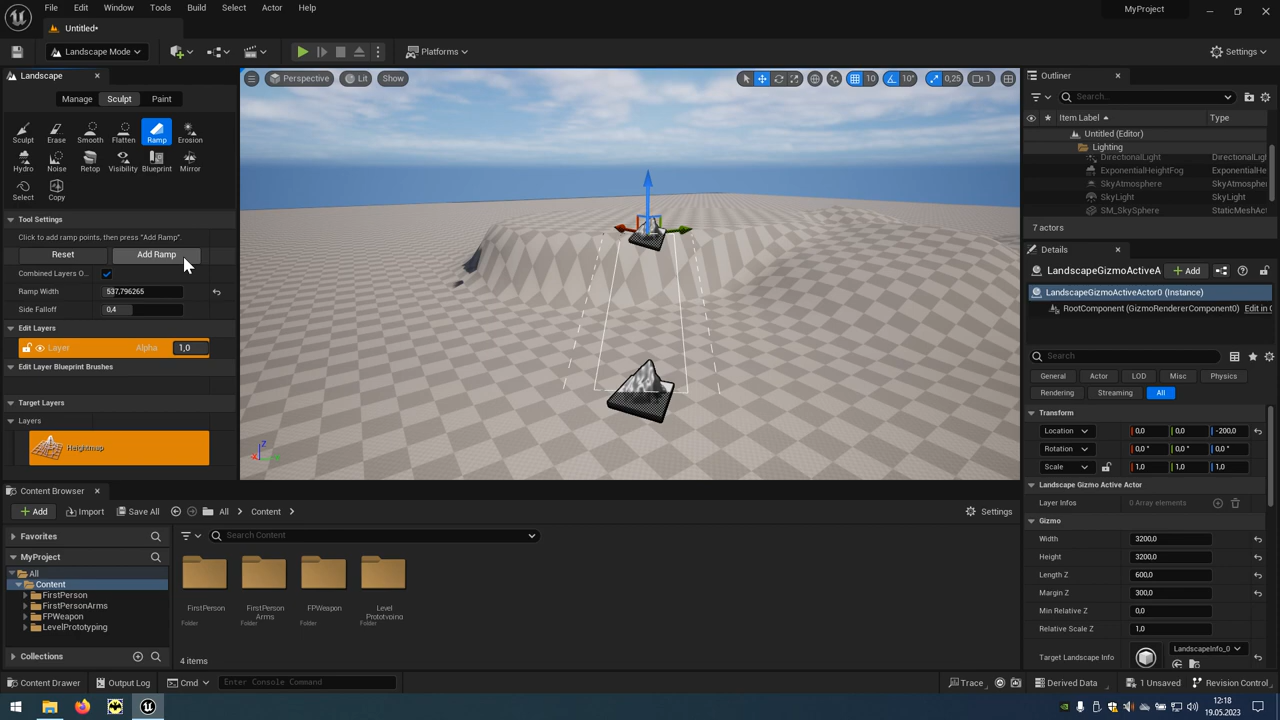 File Edit Window Tools Build Select Actor Help
MyProject
Untitled*
Landscape Mode
Platforms
Settings
Landscape
Manage Sculpt Paint
Sculpt Erase Smooth Flatten Ramp Erosion
Hydro Noise Retop Visibility Blueprint Mirror
Select Copy
Tool Settings
Click to add ramp points, then press "Add Ramp".
Reset Add Ramp
Combined Layers O...
Ramp Width 537,796265
Side Falloff 0,4
Edit Layers
Layer Alpha 1,0
Edit Layer Blueprint Brushes
Target Layers
Layers
Heightmap
Perspective Lit Show
10 10° 0,25 1
Z
Outliner
Search...
Item Label Type
Untitled (Editor)
Lighting
DirectionalLight DirectionalLigh
ExponentialHeightFog ExponentialHe
SkyAtmosphere SkyAtmospher
SkyLight SkyLight
SM_SkySphere StaticMeshAct
7 actors
Details
LandscapeGizmoActiveA Add
LandscapeGizmoActiveActor0 (Instance)
RootComponent (GizmoRendererComponent0) Edit in C
Search
General Actor LOD Misc Physics
Rendering Streaming All
Transform
Location 0,0 0,0 -200,0
Rotation 0,0 ° 0,0 ° 0,0 °
Scale 1,0 1,0 1,0
Landscape Gizmo Active Actor
Layer Infos 0 Array elements
Gizmo
Width 3200,0
Height 3200,0
Length Z 600,0
Margin Z 300,0
Min Relative Z 0,0
Relative Scale Z 1,0
Target Landscape Info LandscapeInfo_0
Content Browser
Add Import Save All All Content Settings
Favorites
MyProject
All
Content
FirstPerson
FirstPersonArms
FPWeapon
LevelPrototyping
Collections
Search Content
FirstPerson
Folder
FirstPerson
Arms
Folder
FPWeapon
Folder
Level
Prototyping
Folder
4 items
Content Drawer Output Log Cmd Enter Console Command Trace Derived Data 1 Unsaved Revision Control
12:18
19.05.2023